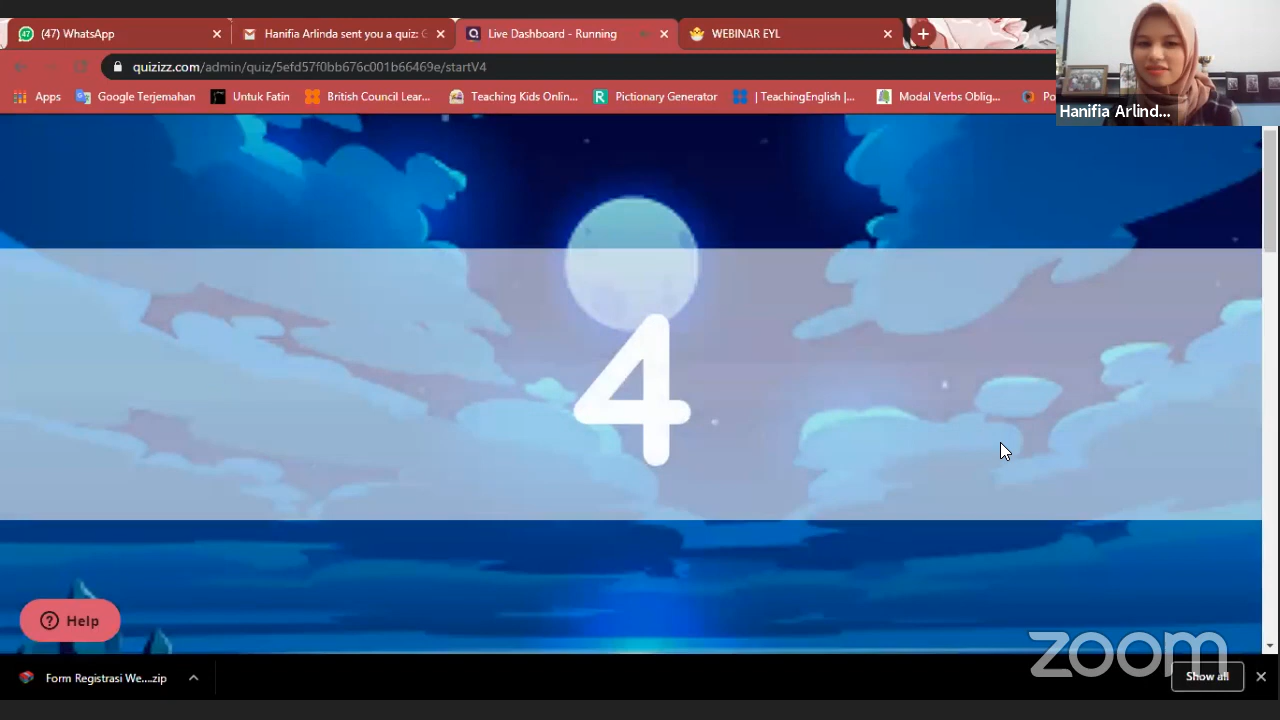 (47) WhatsApp
Hanifia Arlinda sent you a quiz: G
Live Dashboard - Running
WEBINAR EYL
quizizz.com/admin/quiz/5efd57f0bb676c001b66469e/startV4
Apps
Google Terjemahan
Untuk Fatin
British Council Lear...
Teaching Kids Onlin...
Pictionary Generator
| TeachingEnglish |...
Modal Verbs Oblig...
Po
Hanifia Arlind...
4
Help
zoom
Form Registrasi We....zip
Show all